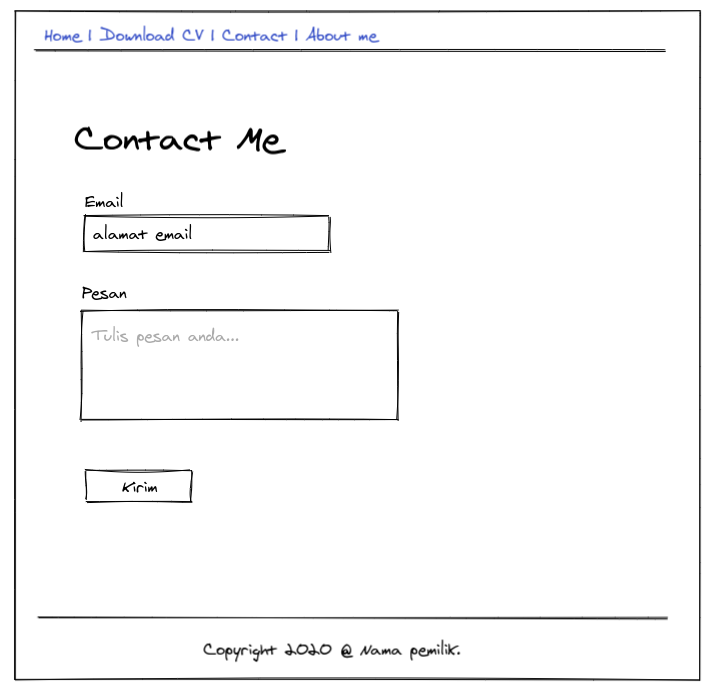 Home | Download CV | Contact | About me
Contact Me
Email
alamat email
Pesan
Tulis pesan anda...
Kirim
Copyright 2020 @ Nama pemilik.